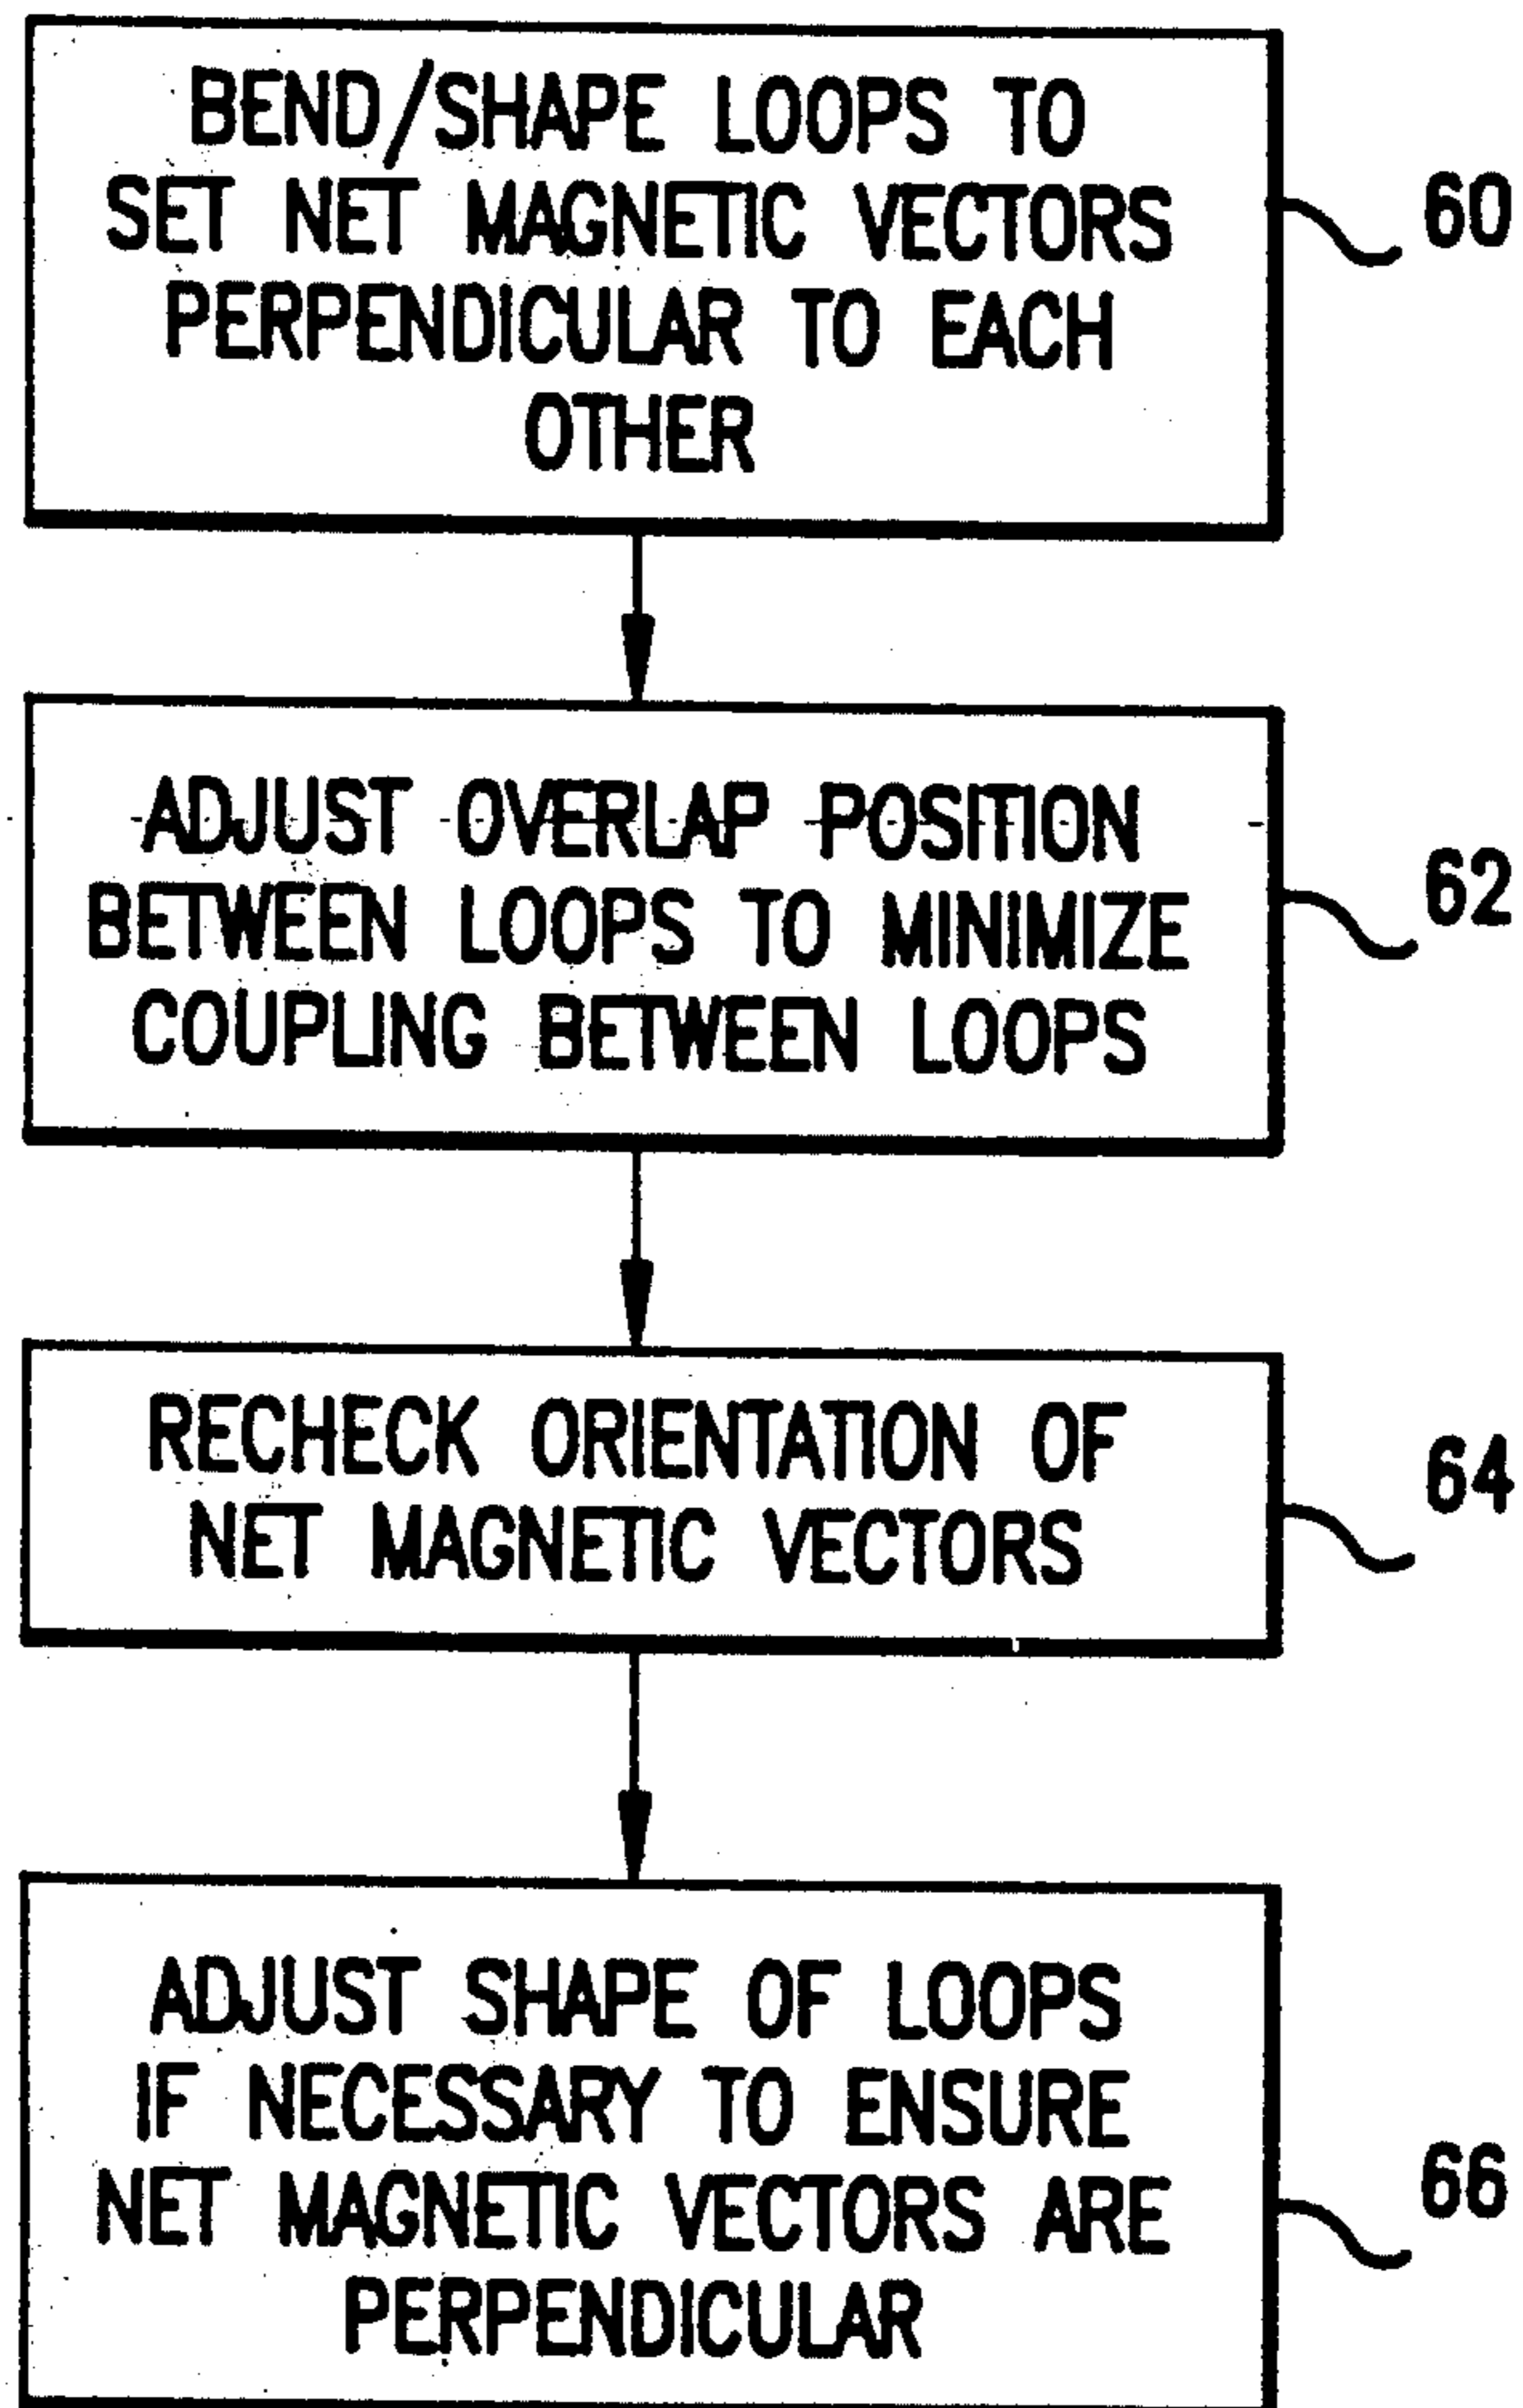 BEND/SHAPE LOOPS TO
SET NET MAGNETIC VECTORS
PERPENDICULAR TO EACH
OTHER
60
ADJUST OVERLAP POSITION
BETWEEN LOOPS TO MINIMIZE
COUPLING BETWEEN LOOPS
62
RECHECK ORIENTATION OF
NET MAGNETIC VECTORS
64
ADJUST SHAPE OF LOOPS
IF NECESSARY TO ENSURE
NET MAGNETIC VECTORS ARE
PERPENDICULAR
66